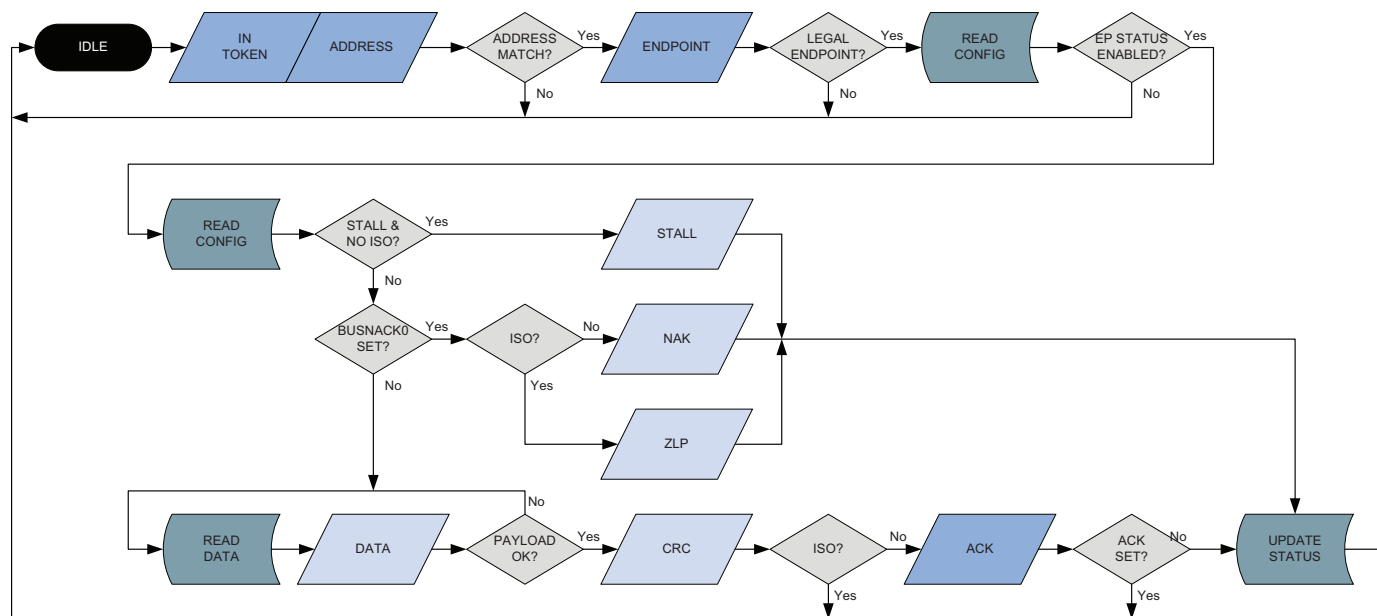 IDLE
IN
TOKEN
ADDRESS
ADDRESS
MATCH?
Yes
No
ENDPOINT
LEGAL
ENDPOINT?
Yes
No
READ
CONFIG
EP STATUS
ENABLED?
Yes
No
READ
CONFIG
STALL &
NO ISO?
Yes
No
STALL
BUSNACK0
SET?
Yes
No
ISO?
No
Yes
NAK
ZLP
READ
DATA
DATA
PAYLOAD
OK?
No
Yes
CRC
ISO?
No
Yes
ACK
ACK
SET?
No
Yes
UPDATE
STATUS